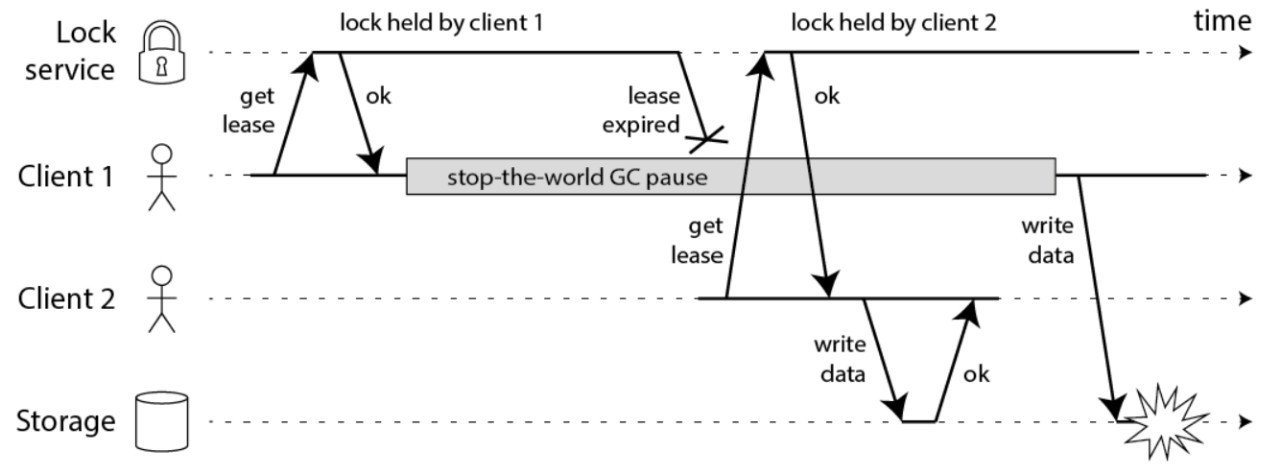 lock held by client 1
lock held by client 2
time
Lock
service
get
lease
ok
lease
expired
ok
Client 1
stop-the-world GC pause
get
lease
write
data
Client 2
write
data
ok
Storage